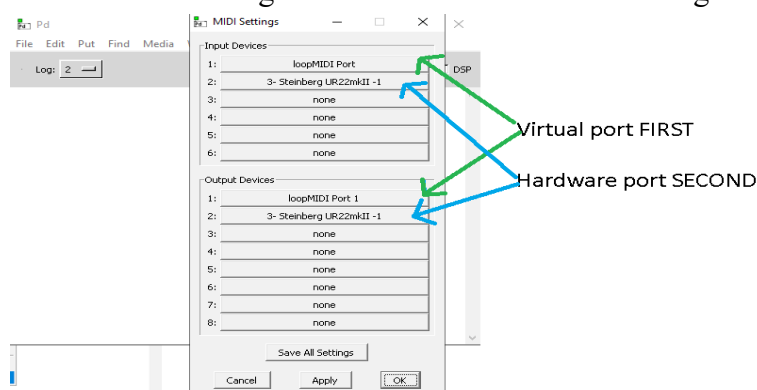 Pd
File Edit Put Find Media
Log: 2
DSP
MIDI Settings
Input Devices
1: loopMIDI Port
2: 3- Steinberg UR22mkII -1
3: none
4: none
5: none
6: none
Output Devices
1: loopMIDI Port 1
2: 3- Steinberg UR22mkII -1
3: none
4: none
5: none
6: none
7: none
8: none
Save All Settings
Cancel Apply OK
Virtual port FIRST
Hardware port SECOND